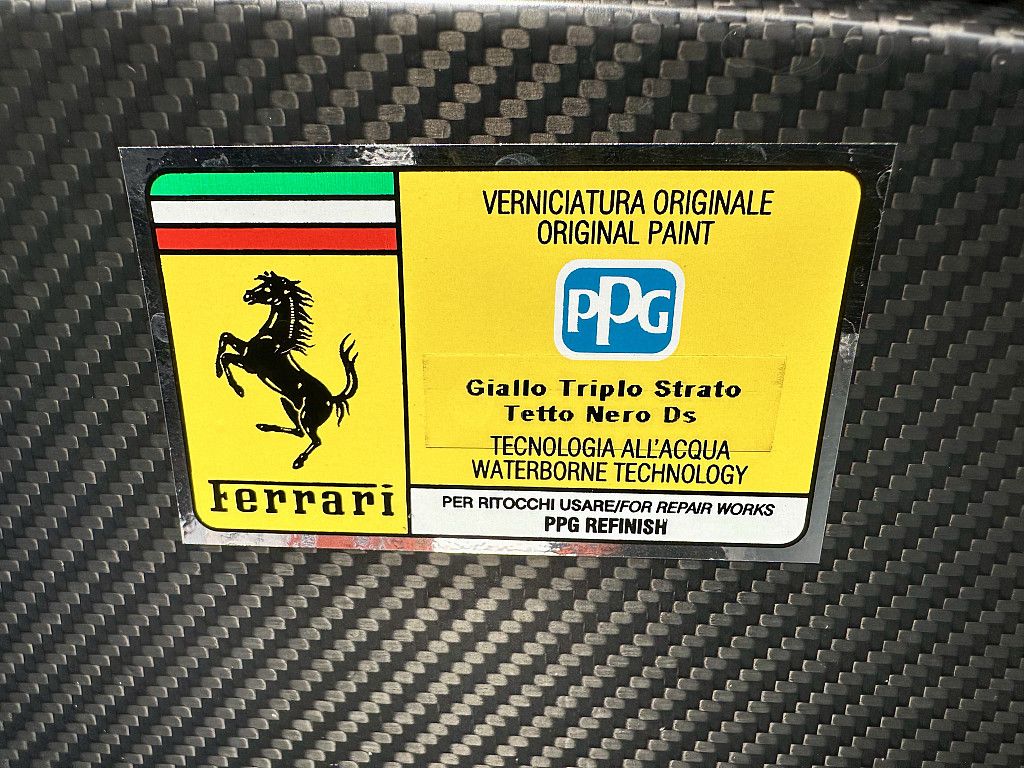 Ferrari
VERNICIATURA ORIGINALE
ORIGINAL PAINT
PPG
Giallo Triplo Strato
Tetto Nero Ds
TECNOLOGIA ALL'ACQUA
WATERBORNE TECHNOLOGY
PER RITOCCHI USARE/FOR REPAIR WORKS
PPG REFINISH